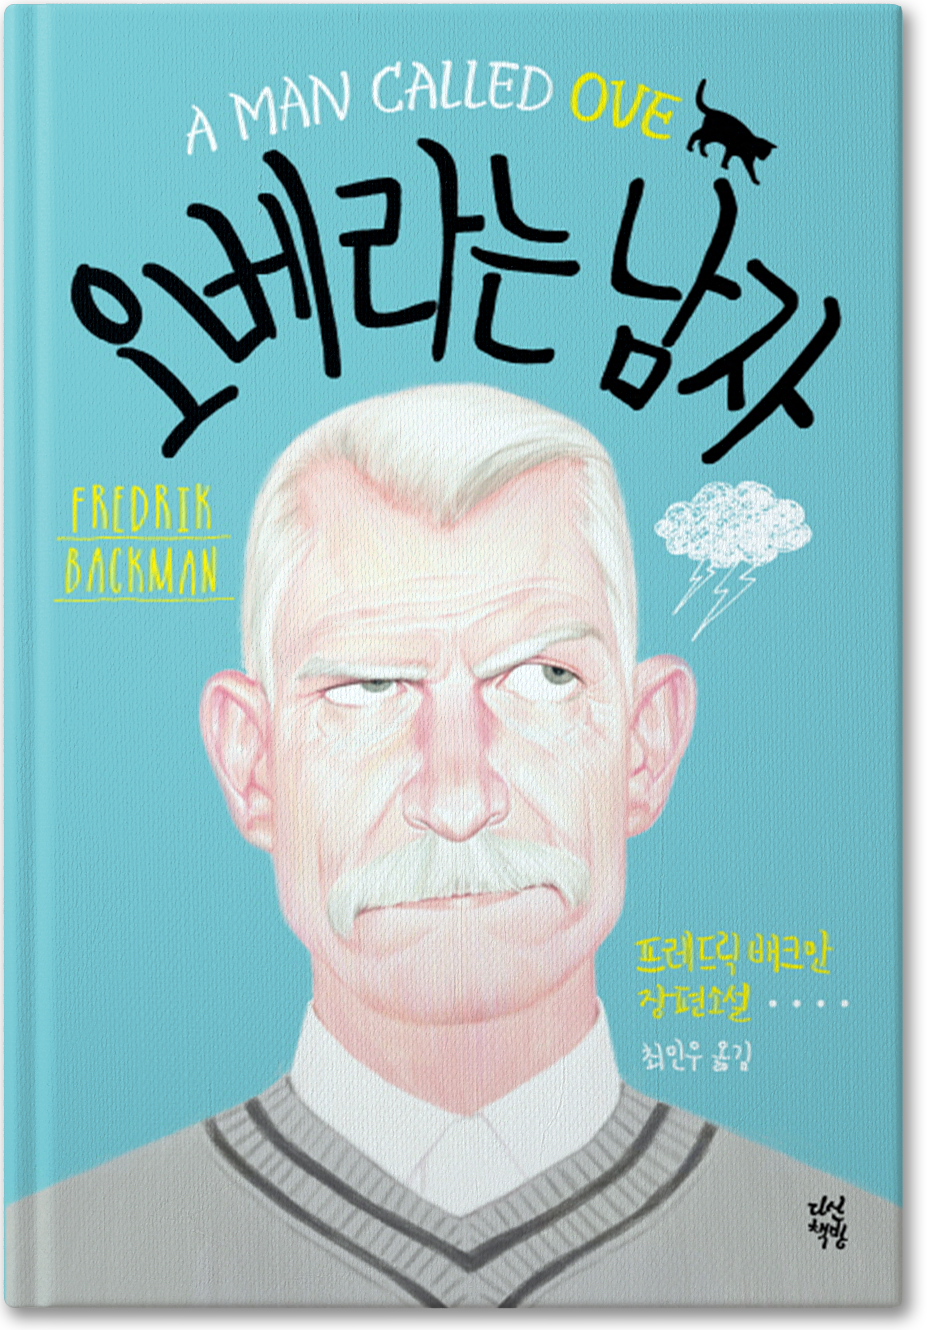 A MAN CALLED OVE
오베라는 남자
FREDRIK
BACKMAN
프레드릭 배크만
장편소설 ····
최민우 옮김
다산
책방